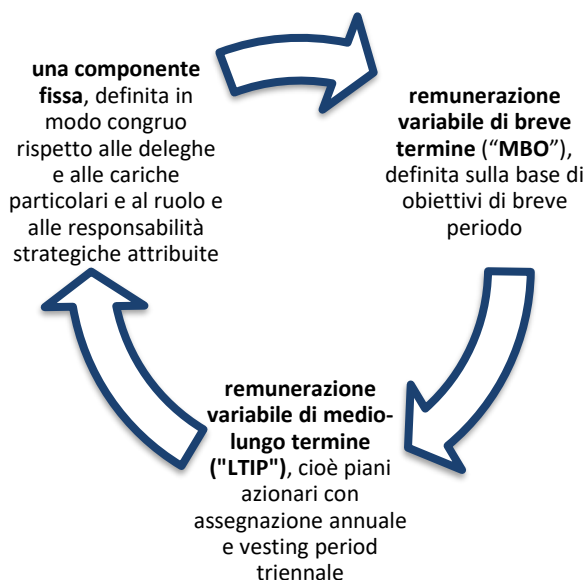 una componente
fissa, definita in
modo congruo
rispetto alle deleghe
e alle cariche
particolari e al ruolo e
alle responsabilità
strategiche attribuite
remunerazione
variabile di breve
termine (“MBO”),
definita sulla base di
obiettivi di breve
periodo
remunerazione
variabile di medio-
lungo termine
("LTIP"), cioè piani
azionari con
assegnazione annuale
e vesting period
triennale